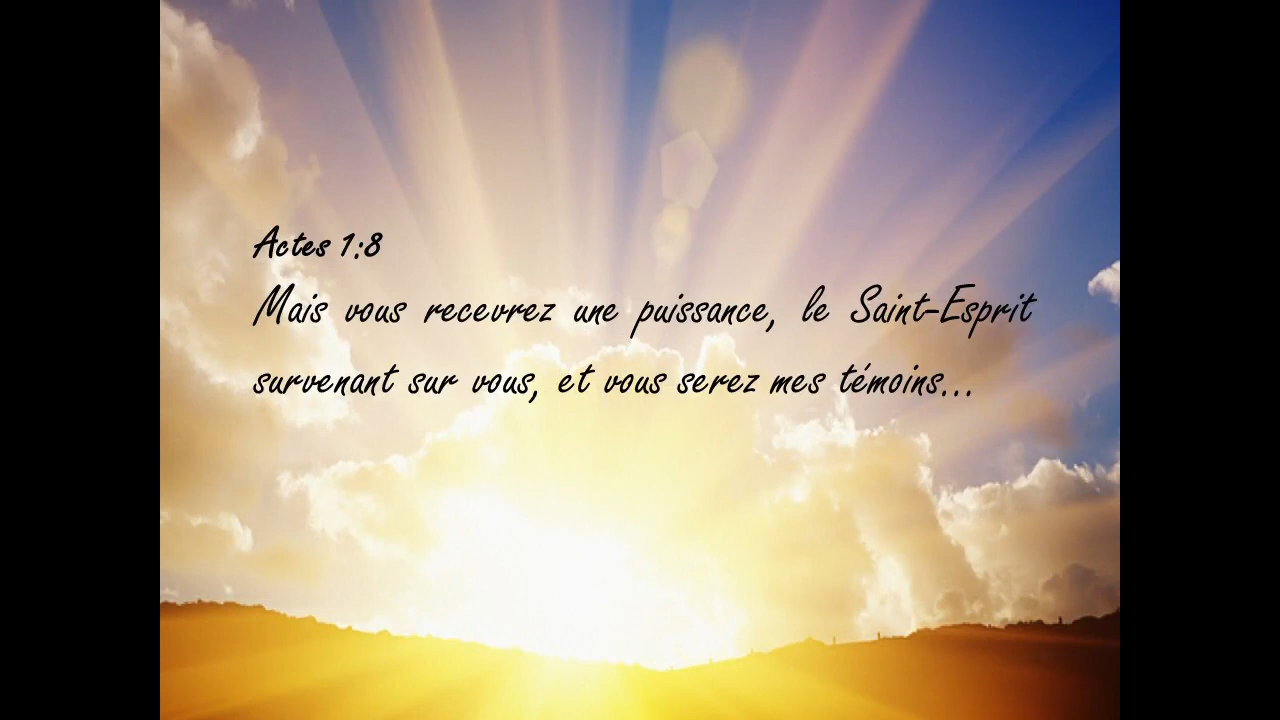 Actes 1:8
Mais vous recevrez une puissance, le Saint-Esprit
survenant sur vous, et vous serez mes témoins...